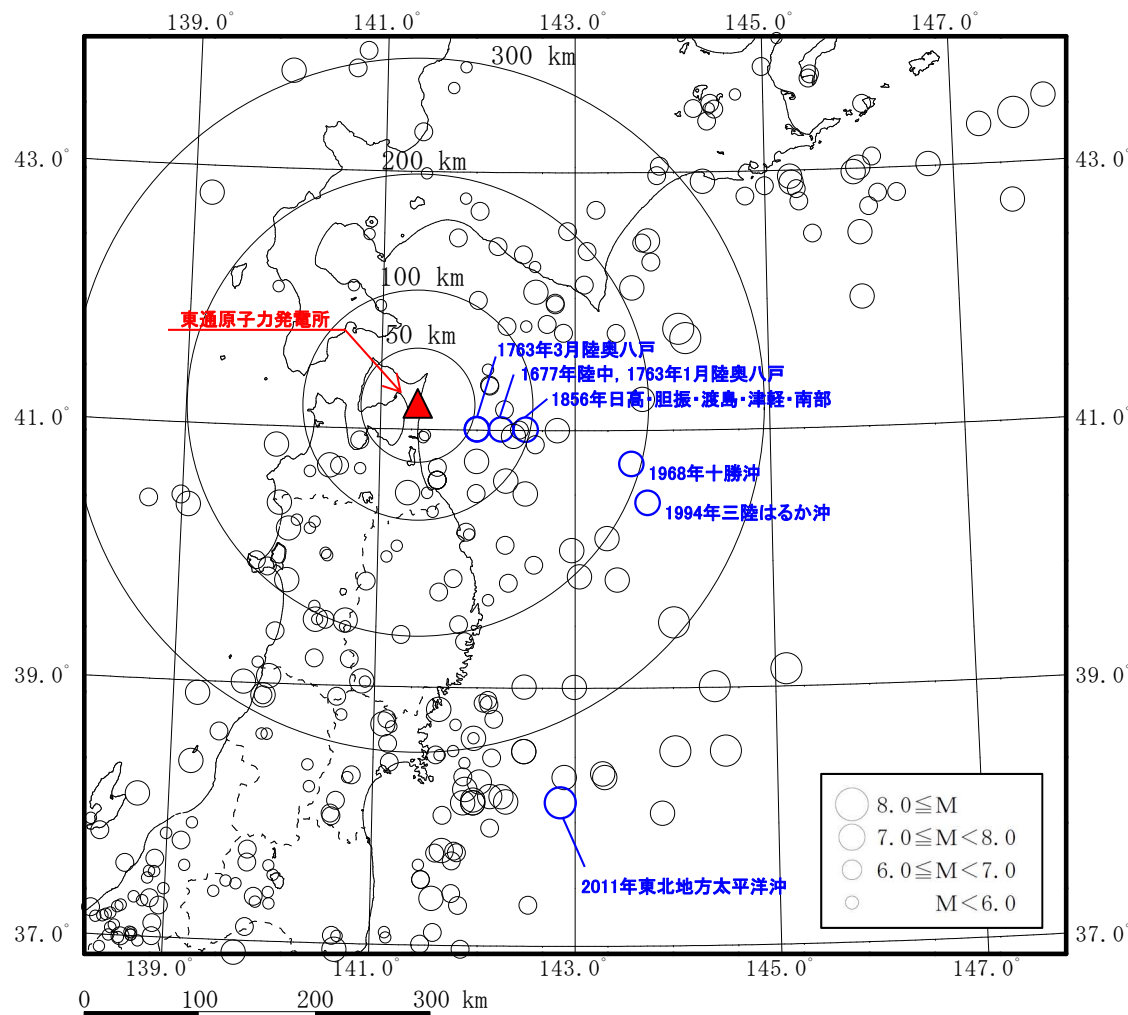 139.0° 141.0° 143.0° 145.0° 147.0°
300 km
43.0° 200 km 43.0°
100 km
東通原子力発電所
50 km
1763年3月陸奥八戸
1677年陸中, 1763年1月陸奥八戸
1856年日高・胆振・渡島・津軽・南部
41.0° 41.0°
1968年十勝沖
1994年三陸はるか沖
39.0° 39.0°
8.0≦M
7.0≦M<8.0
6.0≦M<7.0
M<6.0
2011年東北地方太平洋沖
37.0° 37.0°
139.0° 141.0° 143.0° 145.0° 147.0°
0 100 200 300 km